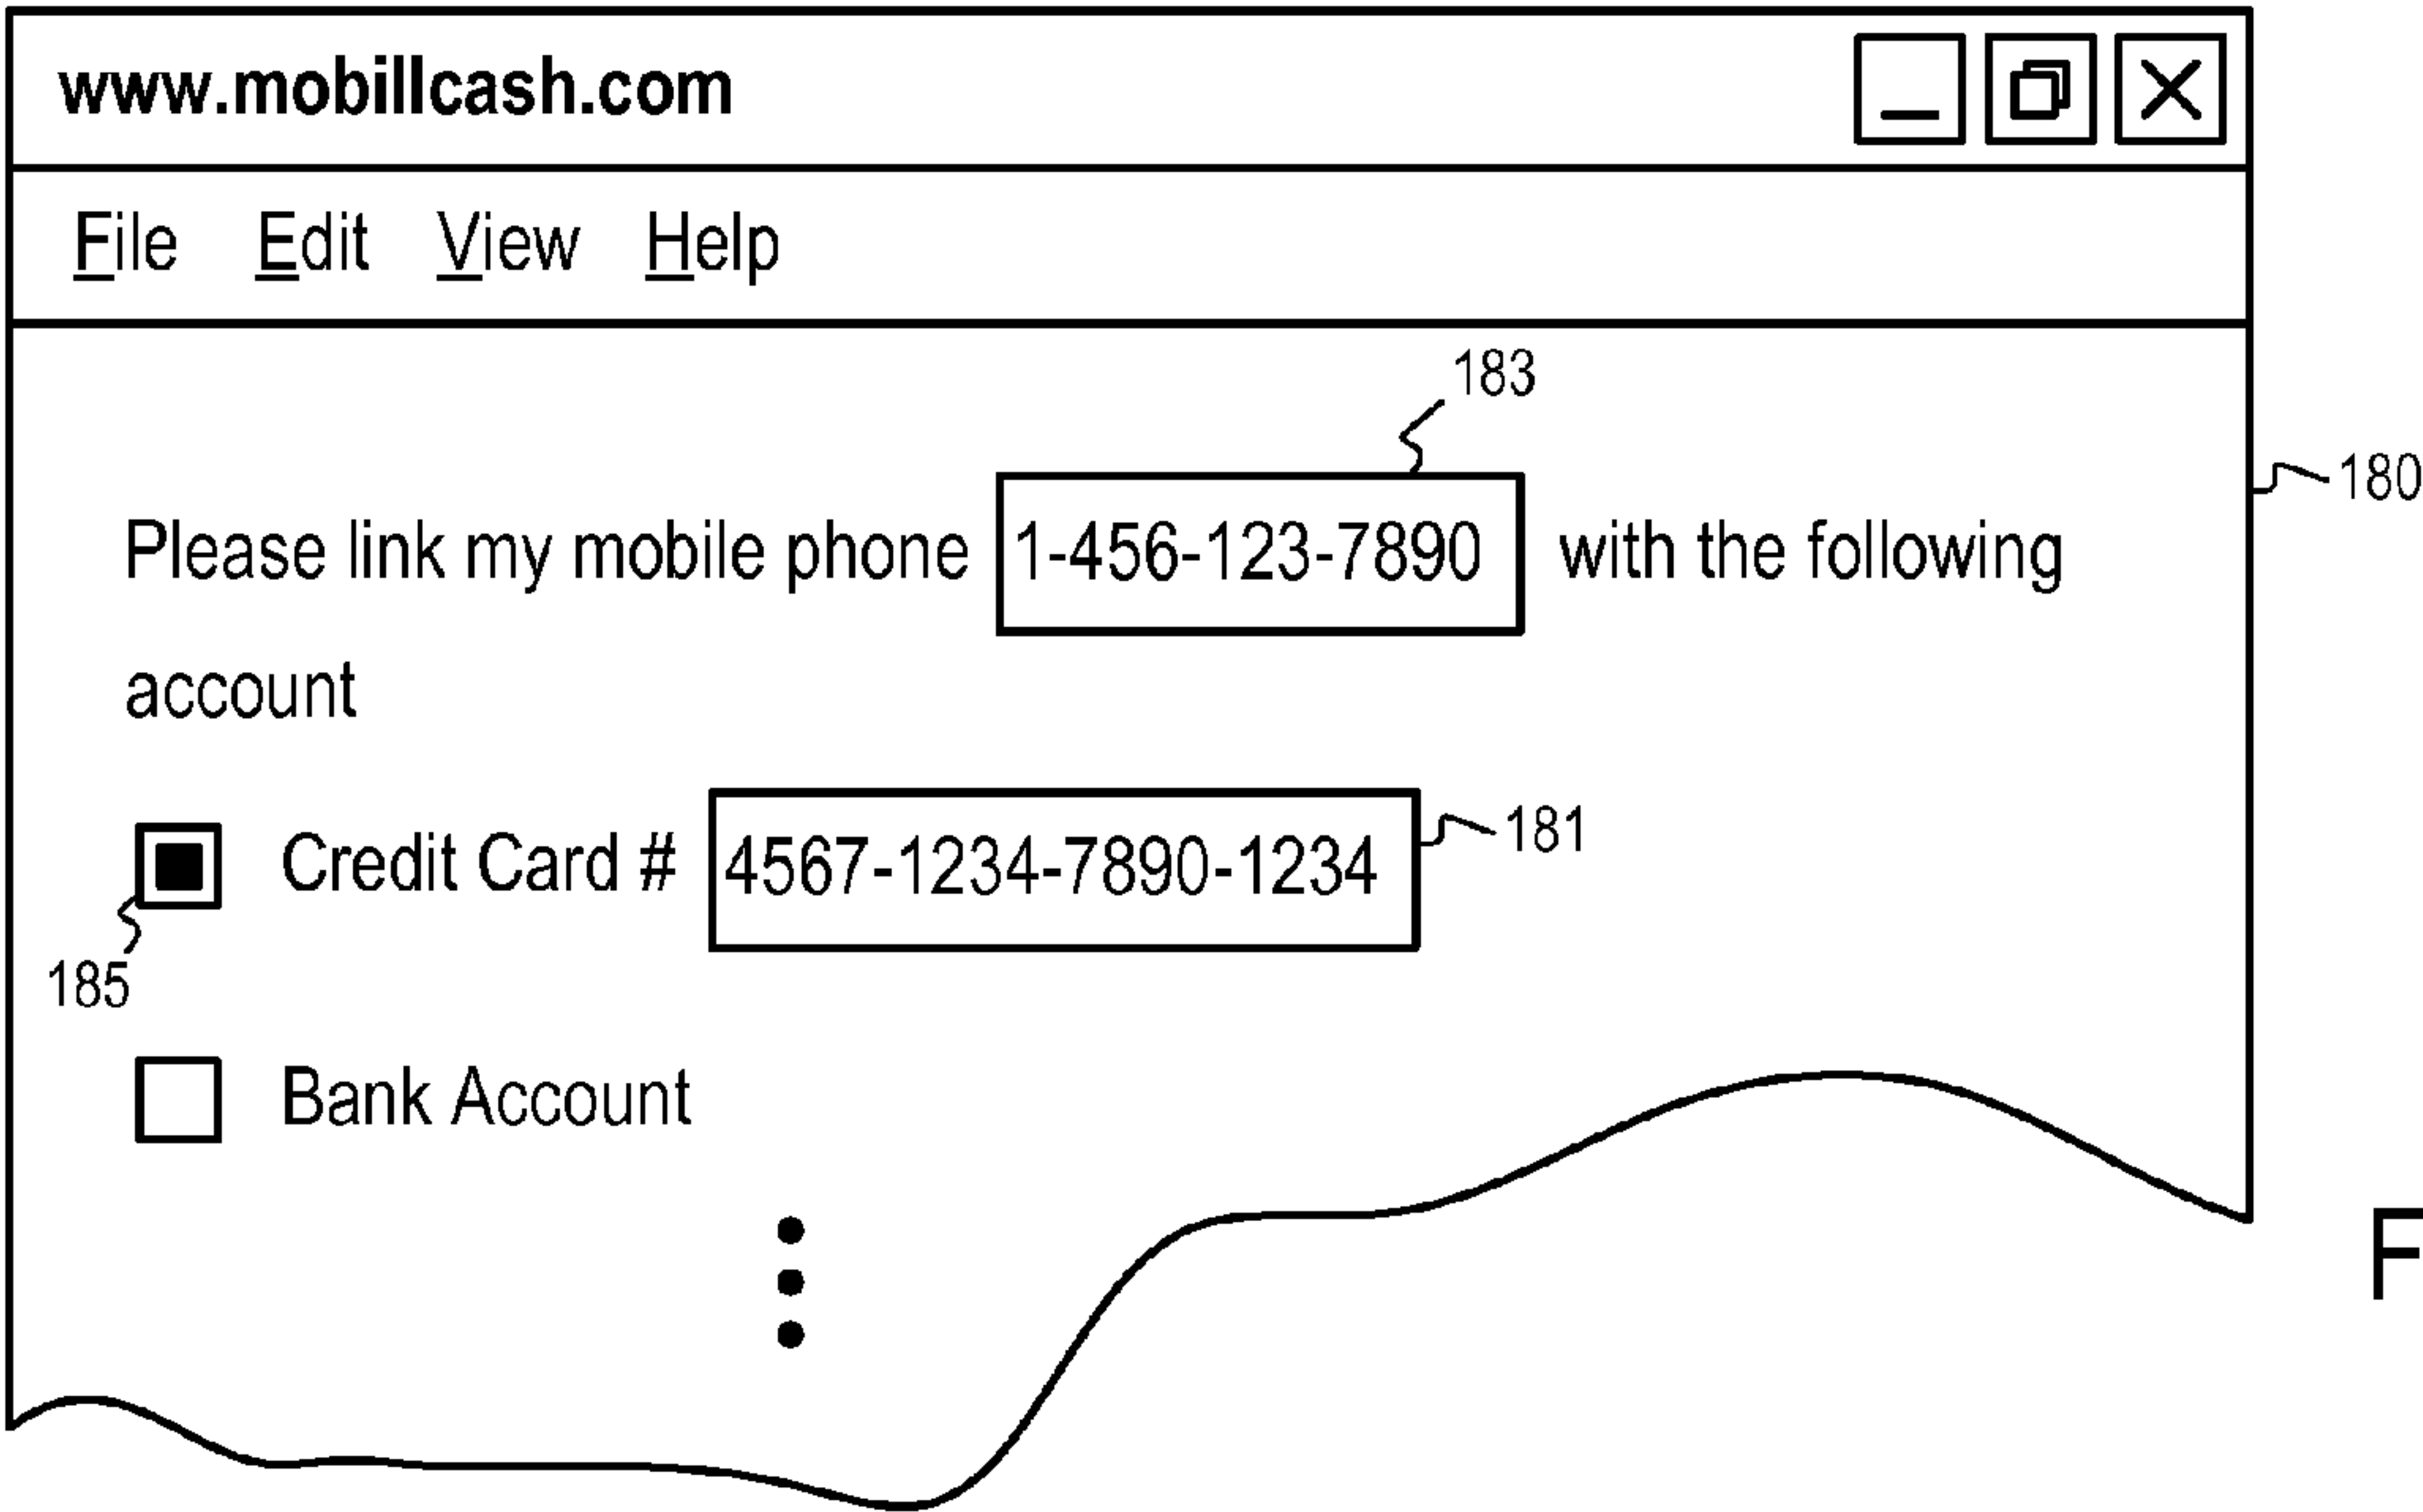 www.mobillcash.com
File Edit View Help
183
180
Please link my mobile phone 1-456-123-7890 with the following
account
Credit Card # 4567-1234-7890-1234 181
185
Bank Account
F